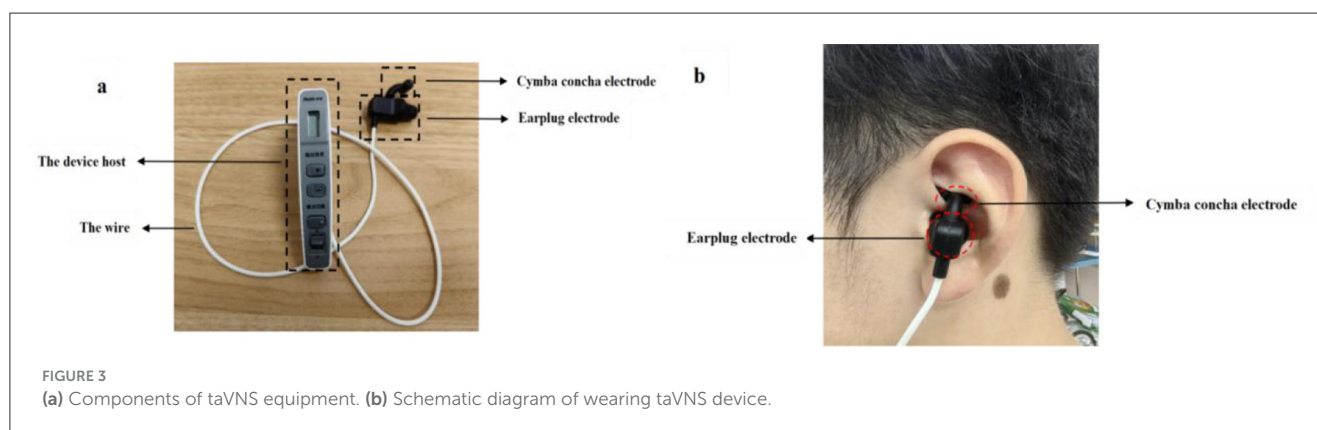 a
Cymba concha electrode
Earplug electrode
The device host
The wire
b
Cymba concha electrode
Earplug electrode
FIGURE 3
(a) Components of taVNS equipment. (b) Schematic diagram of wearing taVNS device.